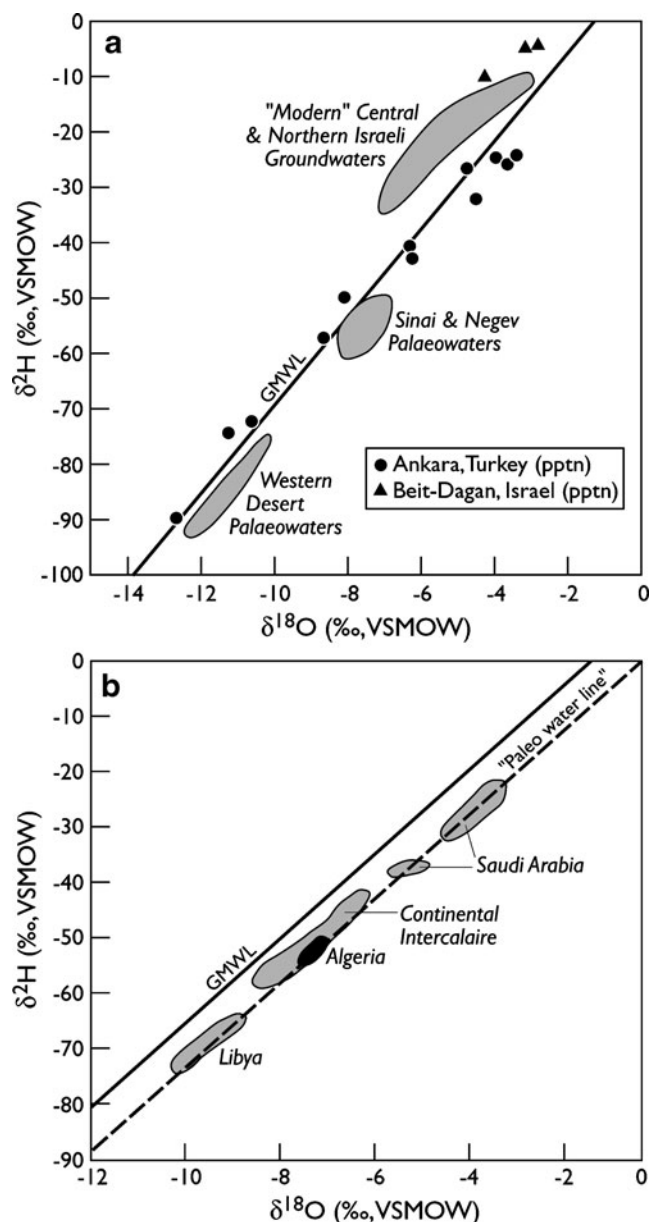 a
0
-10
-20
-30
-40
-50
-60
-70
-80
-90
-100
δ²H (‰,VSMOW)
"Modern" Central
& Northern Israeli
Groundwaters
Sinai & Negev
Palaeowaters
GMWL
Western
Desert
Palaeowaters
Ankara,Turkey (pptn)
Beit-Dagan, Israel (pptn)
-14 -12 -10 -8 -6 -4 -2 0
δ¹⁸O (‰,VSMOW)
b
0
-10
-20
-30
-40
-50
-60
-70
-80
-90
δ²H (‰,VSMOW)
"Paleo water line"
Saudi Arabia
Continental
Intercalaire
GMWL
Algeria
Libya
-12 -10 -8 -6 -4 -2 0
δ¹⁸O (‰,VSMOW)